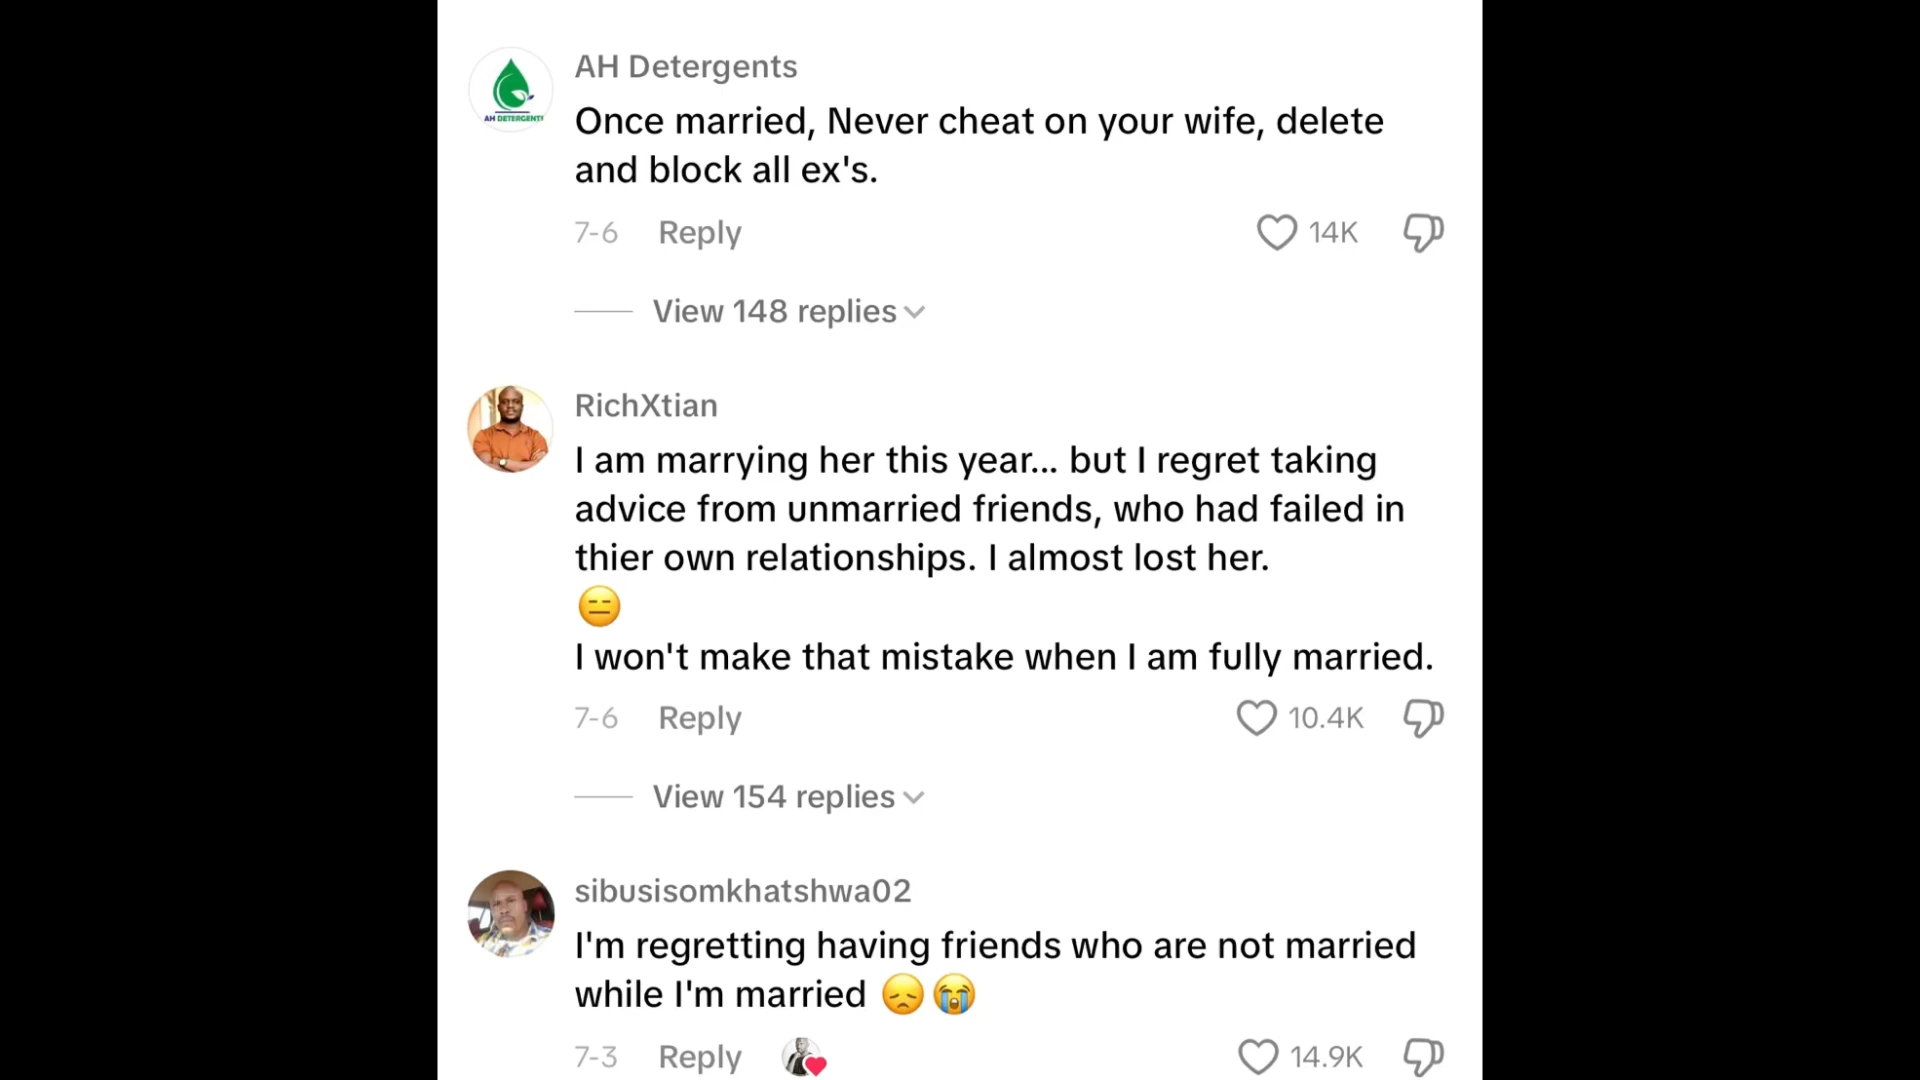 AH Detergents
AH DETERGENTS
Once married, Never cheat on your wife, delete
and block all ex's.
7-6 Reply 14K
View 148 replies
RichXtian
I am marrying her this year... but I regret taking
advice from unmarried friends, who had failed in
thier own relationships. I almost lost her.
😑
I won't make that mistake when I am fully married.
7-6 Reply 10.4K
View 154 replies
sibusisomkhatshwa02
I'm regretting having friends who are not married
while I'm married 😞😭
7-3 Reply 14.9K